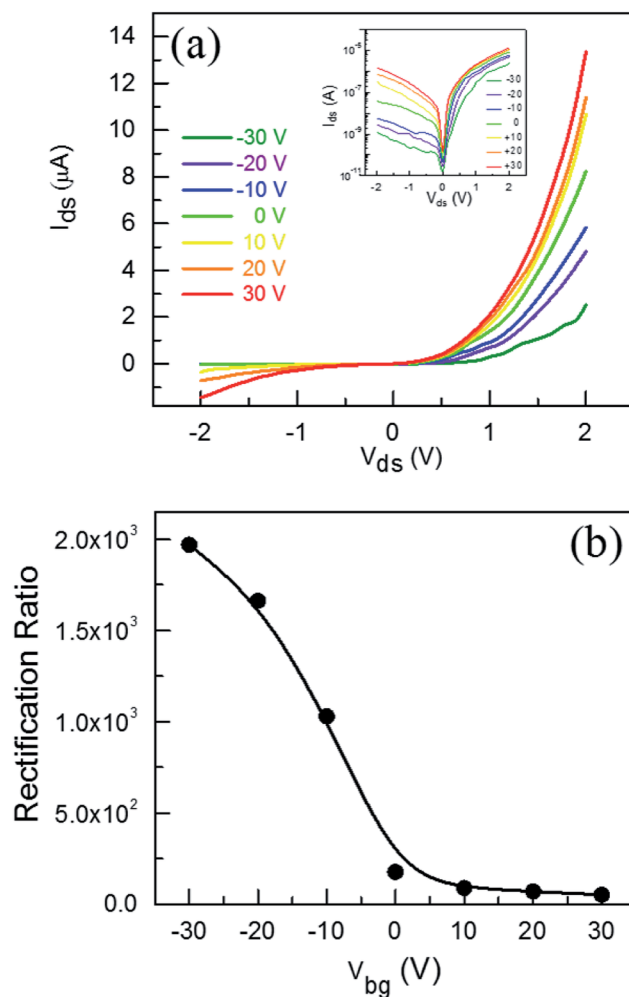 (a)
I_ds (μA)
14
12
10
8
6
4
2
0
-30 V
-20 V
-10 V
0 V
10 V
20 V
30 V
-2
-1
0
1
2
V_ds (V)
I_ds (A)
10^-5
10^-7
10^-9
10^-11
-30
-20
-10
0
+10
+20
+30
-2
-1
0
1
2
V_ds (V)
(b)
Rectification Ratio
2.0x10^3
1.5x10^3
1.0x10^3
5.0x10^2
0.0
-30
-20
-10
0
10
20
30
V_bg (V)